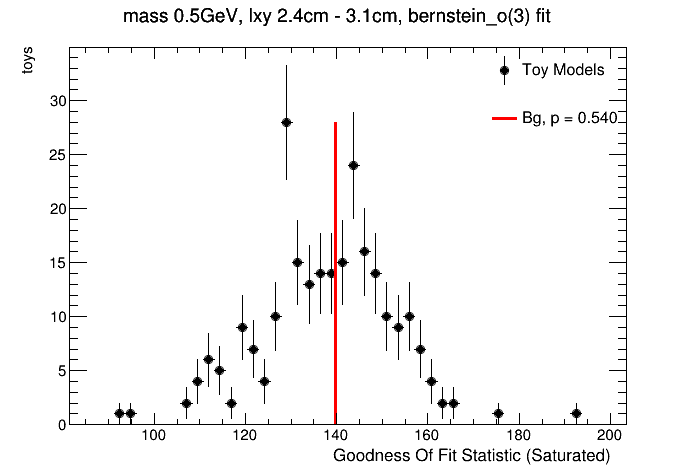 mass 0.5GeV, lxy 2.4cm - 3.1cm, bernstein_o(3) fit
toys
Toy Models
Bg, p = 0.540
30
25
20
15
10
5
0
100 120 140 160 180 200
Goodness Of Fit Statistic (Saturated)